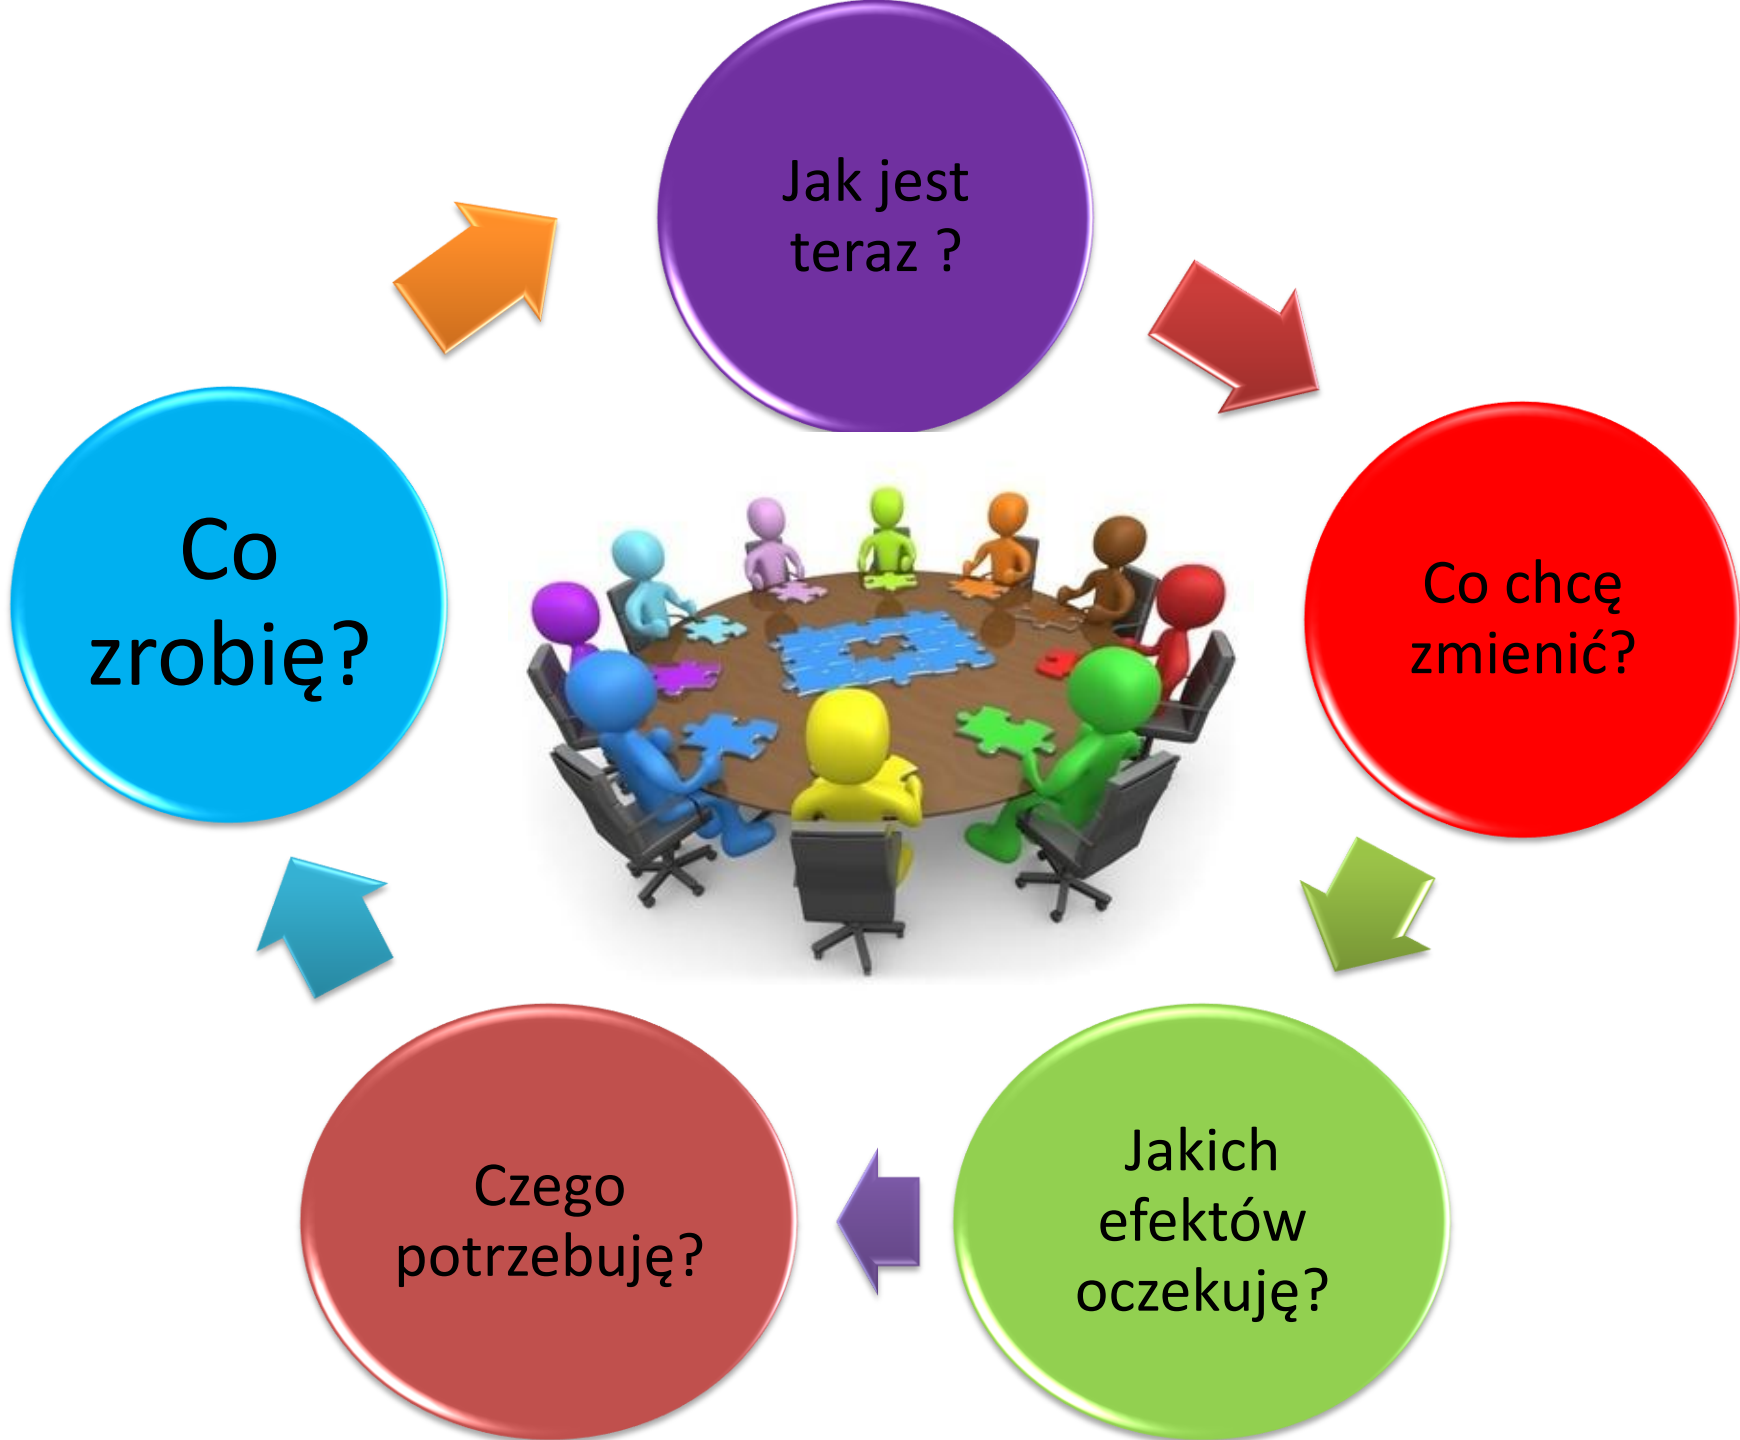 Jak jest
teraz ?
Co chcę
zmienić?
Jakich
efektów
oczekuję?
Czego
potrzebuję?
Co
zrobię?